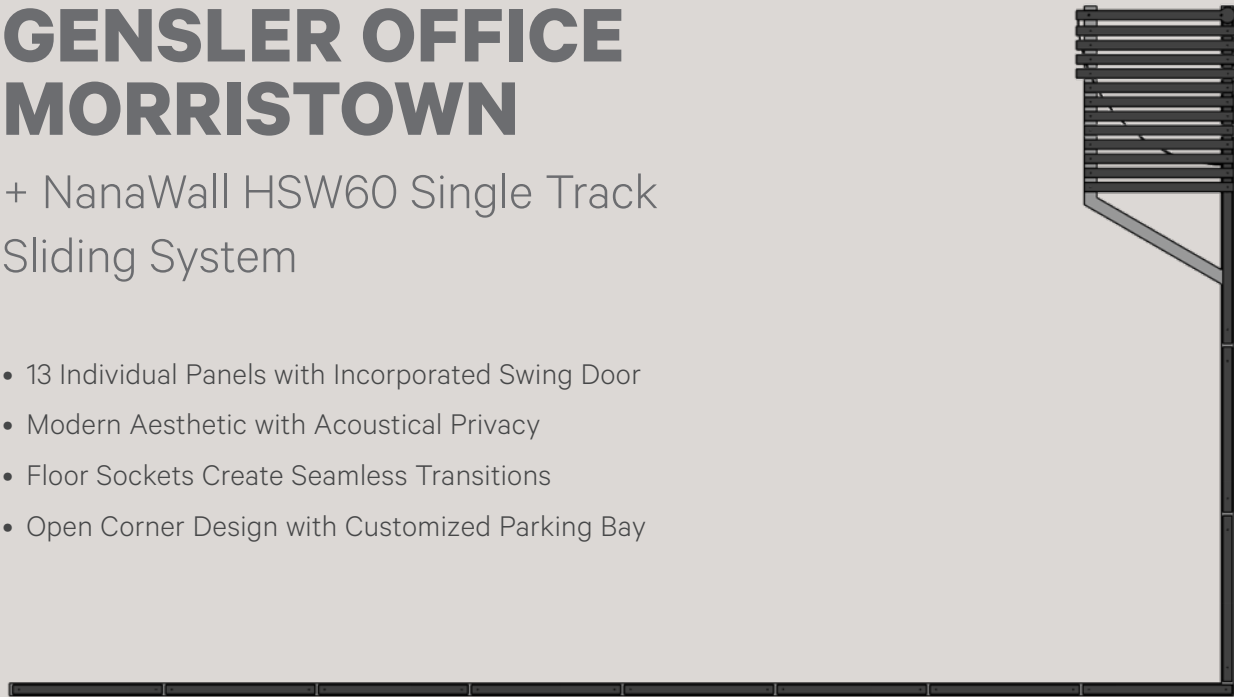 GENSLER OFFICE
MORRISTOWN
+ NanaWall HSW60 Single Track
Sliding System
• 13 Individual Panels with Incorporated Swing Door
• Modern Aesthetic with Acoustical Privacy
• Floor Sockets Create Seamless Transitions
• Open Corner Design with Customized Parking Bay